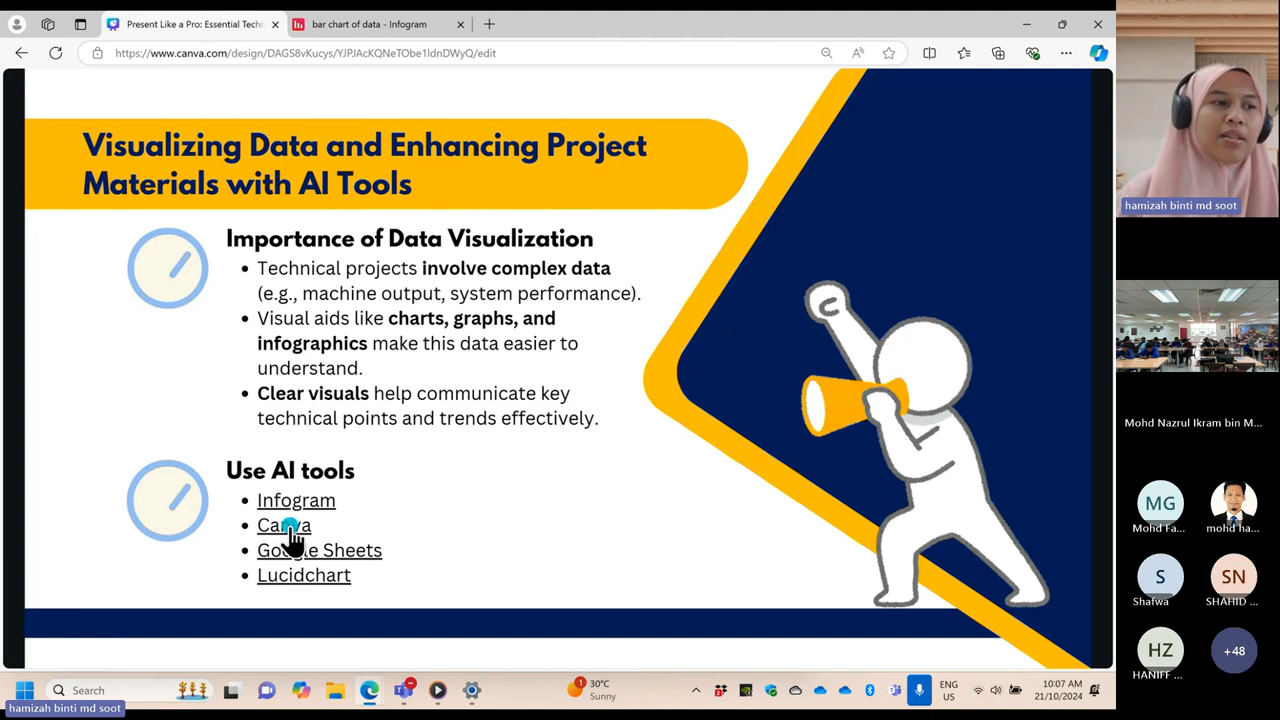 Present Like a Pro: Essential Techn
bar chart of data - Infogram
https://www.canva.com/design/DAGS8vKucys/YJPJAcKQNeTObe1ldnDWyQ/edit
Visualizing Data and Enhancing Project
Materials with AI Tools
Importance of Data Visualization
Technical projects involve complex data
(e.g., machine output, system performance).
Visual aids like charts, graphs, and
infographics make this data easier to
understand.
Clear visuals help communicate key
technical points and trends effectively.
Use AI tools
Infogram
Canva
Google Sheets
Lucidchart
hamizah binti md soot
Mohd Nazrul Ikram bin M...
MG
Mohd Fa...
mohd ha...
S
Shafwa
SN
SHAHID ...
HZ
HANIFF ...
+48
Search
1
30°C
Sunny
ENG
US
10:07 AM
21/10/2024
hamizah binti md soot